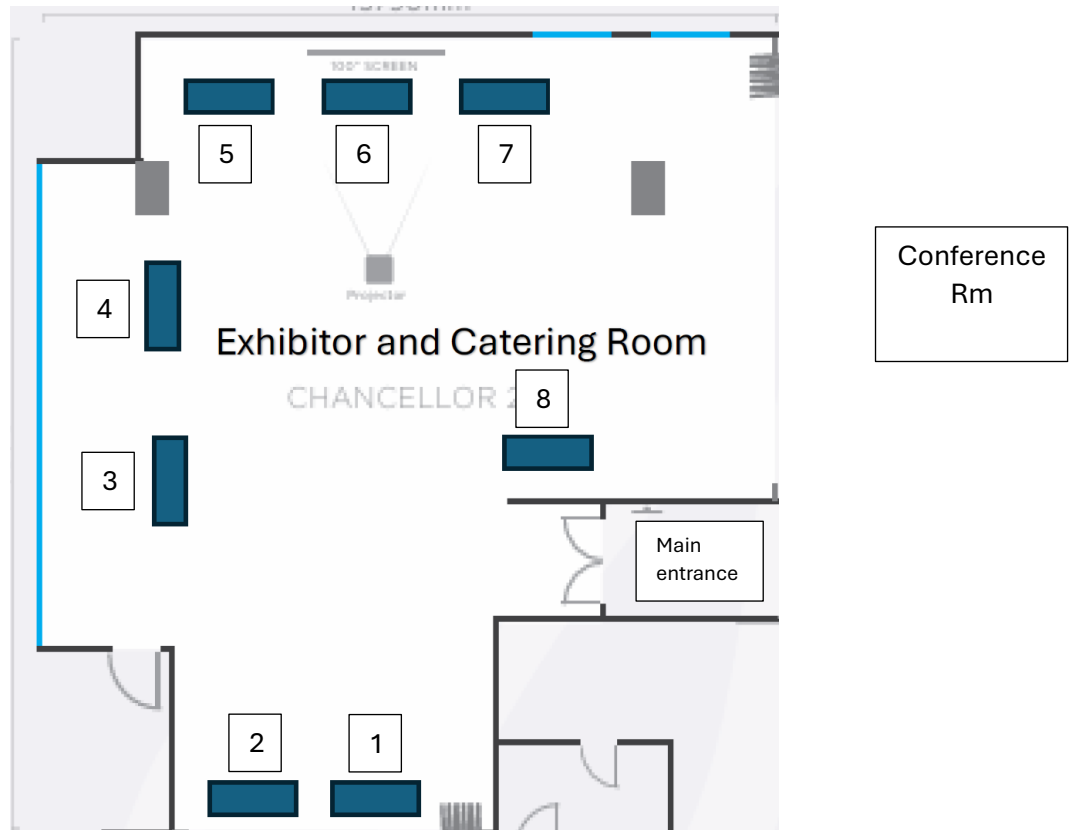 100" SCREEN
5
6
7
Projector
4
Conference
Rm
Exhibitor and Catering Room
CHANCELLOR 2
8
3
Main
entrance
2
1